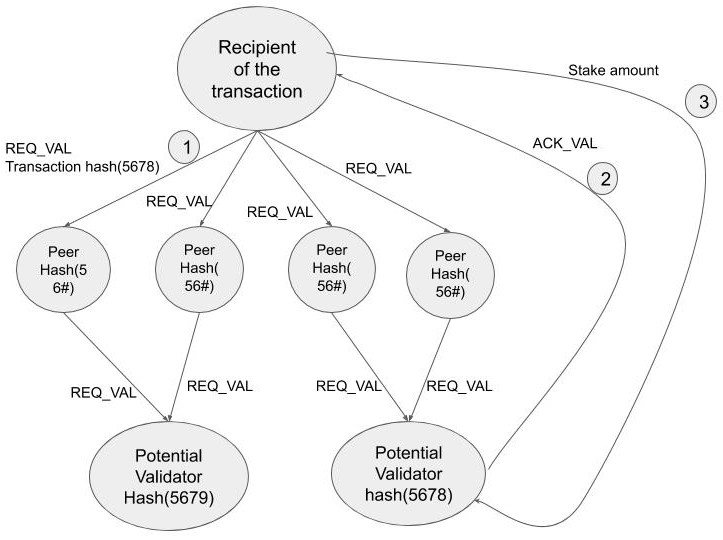 Recipient
of the
transaction
Stake amount
3
1
REQ_VAL
Transaction hash(5678)
ACK_VAL
REQ_VAL
2
REQ_VAL
REQ_VAL
Peer
Hash(5
6#)
Peer
Hash(
56#)
Peer
Hash(
56#)
Peer
Hash(
56#)
REQ_VAL
REQ_VAL
REQ_VAL
REQ_VAL
Potential
Validator
Hash(5679)
Potential
Validator
hash(5678)